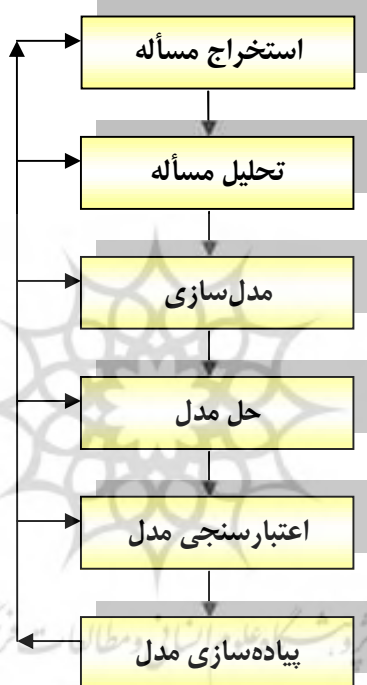 استخراج مسأله
تحلیل مسأله
مدل‌سازی
حل مدل
اعتبارسنجی مدل
پیاده‌سازی مدل